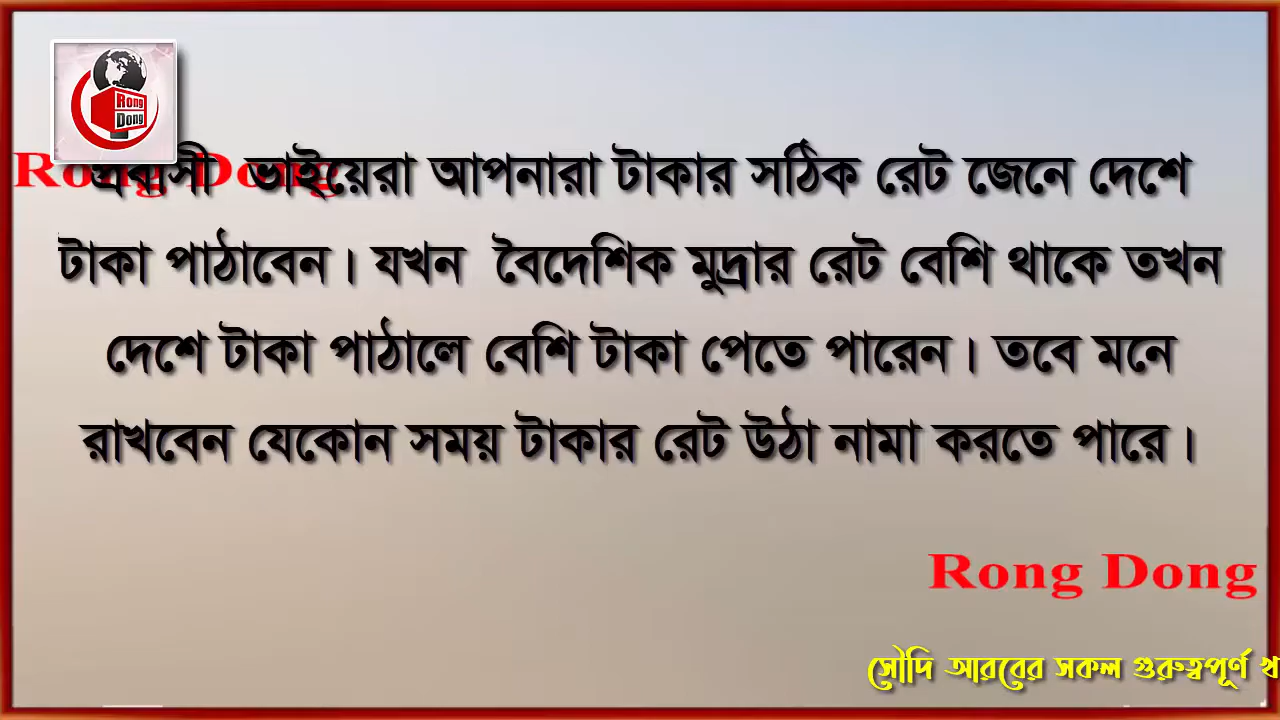 Rong Dong
Rong Dong
প্রবাসী ভাইয়েরা আপনারা টাকার সঠিক রেট জেনে দেশে
টাকা পাঠাবেন। যখন বৈদেশিক মুদ্রার রেট বেশি থাকে তখন
দেশে টাকা পাঠালে বেশি টাকা পেতে পারেন। তবে মনে
রাখবেন যেকোন সময় টাকার রেট উঠা নামা করতে পারে।
Rong Dong
সৌদি আরবের সকল গুরুত্বপূর্ণ খ